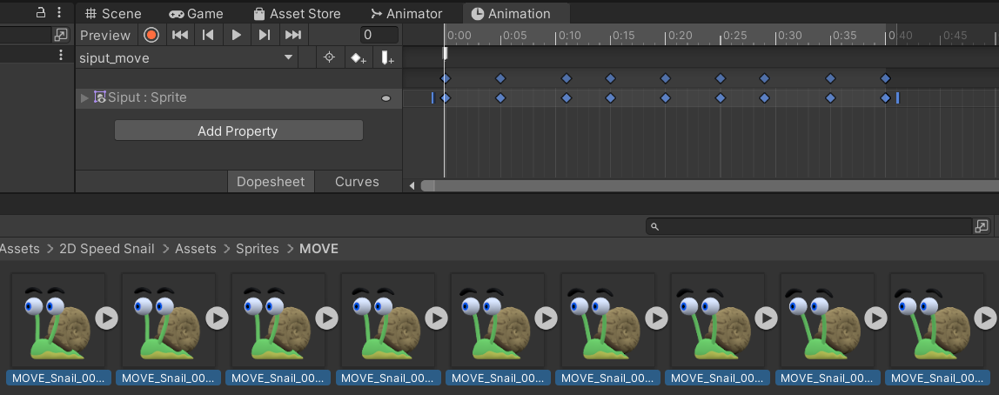 Scene Game Asset Store Animator Animation
Preview 0 0:00 0:05 0:10 0:15 0:20 0:25 0:30 0:35 0:40 0:45
siput_move
Siput : Sprite
Add Property
Dopesheet Curves
Assets > 2D Speed Snail > Assets > Sprites > MOVE
MOVE_Snail_00... MOVE_Snail_00... MOVE_Snail_00... MOVE_Snail_00... MOVE_Snail_00... MOVE_Snail_00... MOVE_Snail_00... MOVE_Snail_00... MOVE_Snail_00...